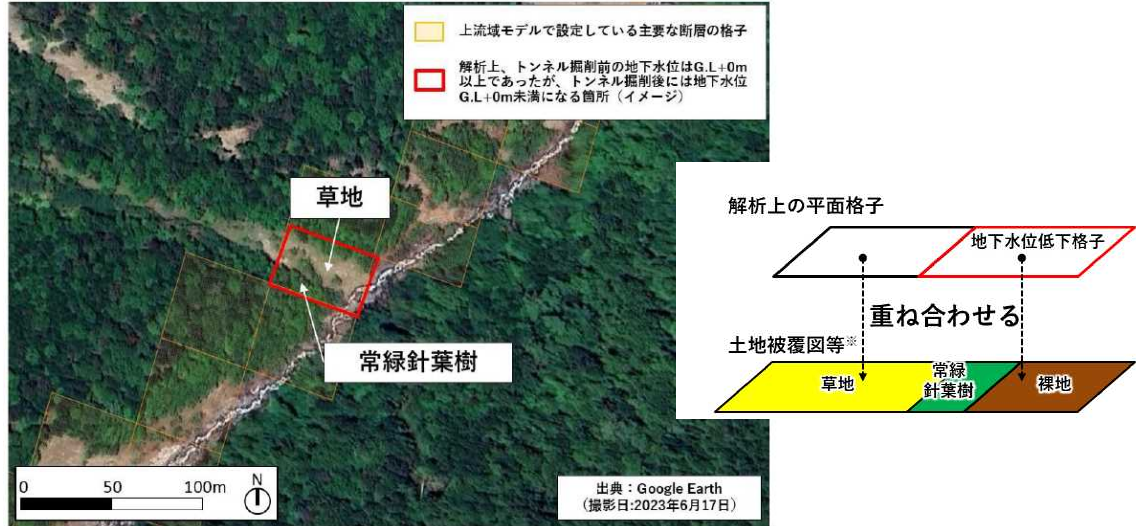 上流域モデルで設定している主要な断層の格子
解析上、トンネル掘削前の地下水位はG.L+0m
以上であったが、トンネル掘削後には地下水位
G.L+0m未満になる箇所（イメージ）
草地
常緑針葉樹
0 50 100m
N
出典：Google Earth
（撮影日:2023年6月17日）
解析上の平面格子
地下水位低下格子
重ね合わせる
土地被覆図等※
草地
常緑
針葉樹
裸地